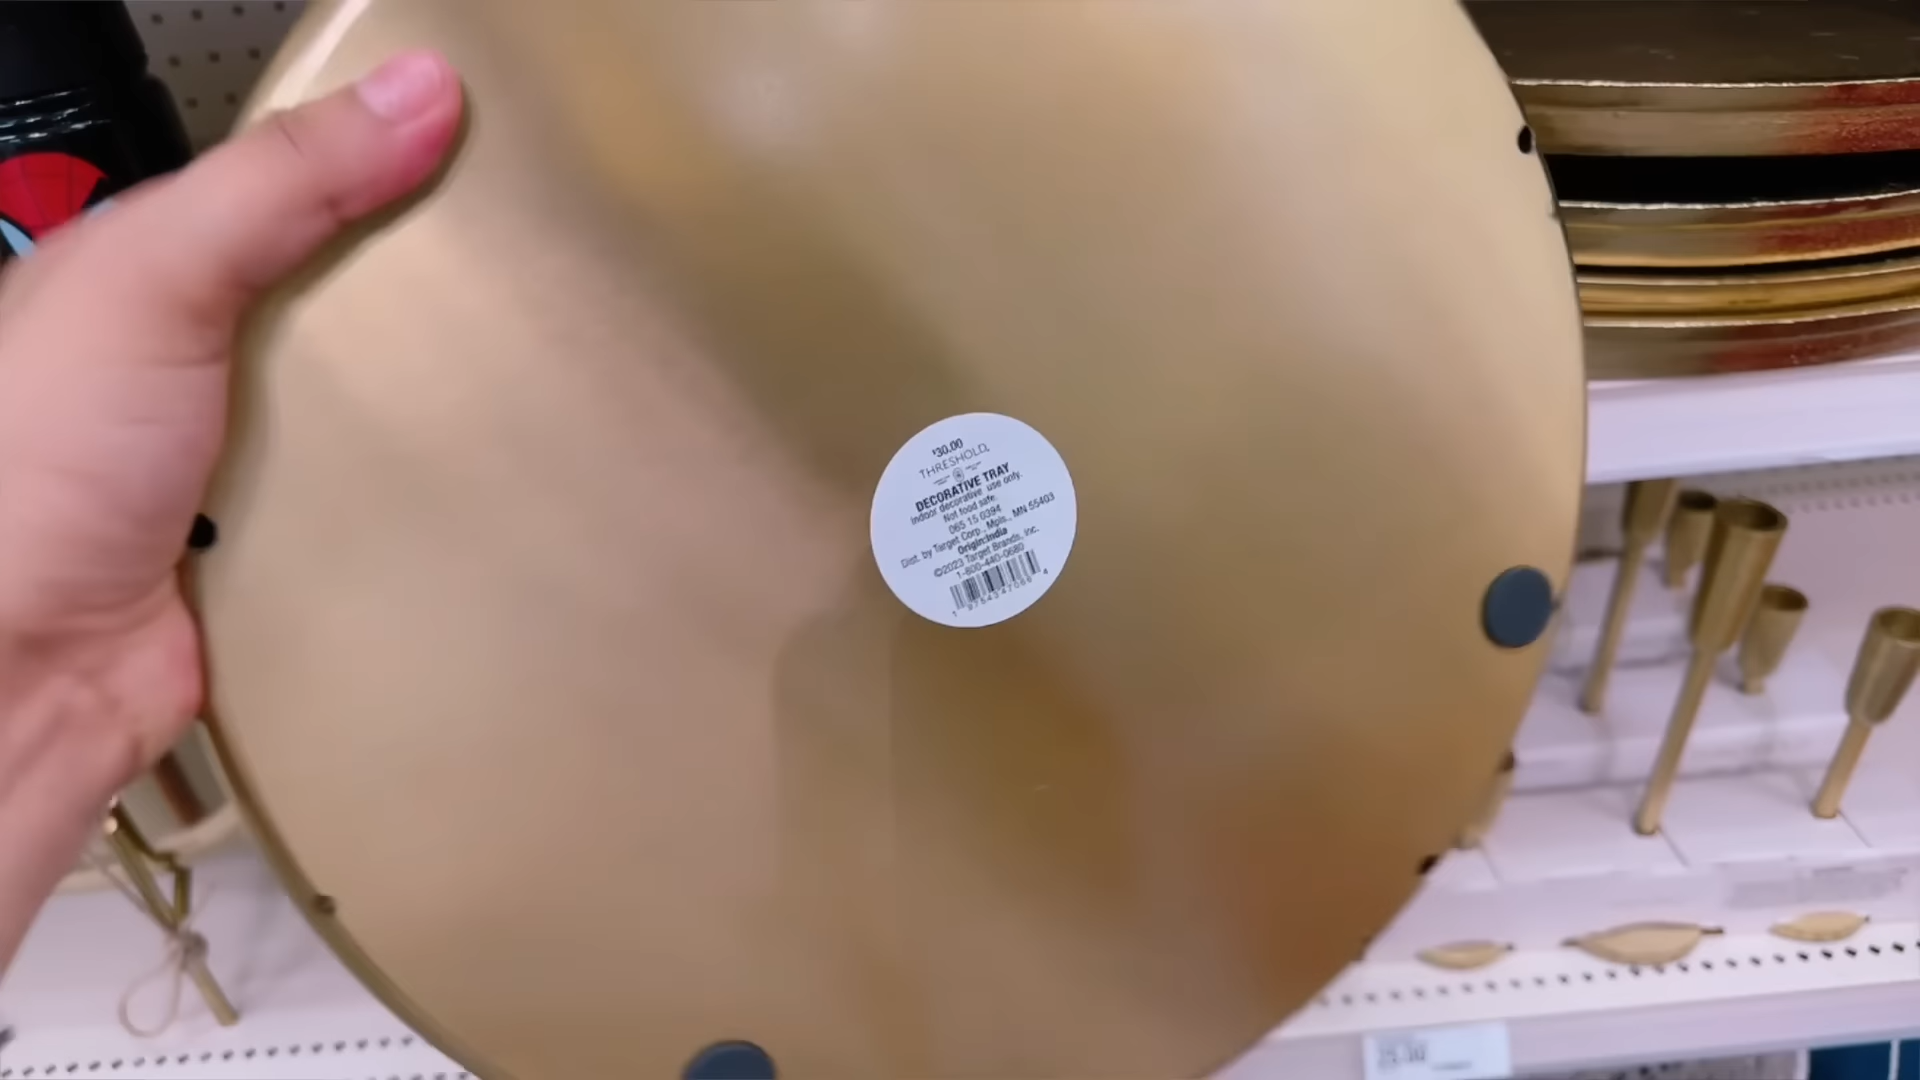 $30.00
THRESHOLD
DECORATIVE TRAY
Indoor decorative use only.
Not food safe.
065 15 0394
Dist. by Target Corp., Mpls., MN 55403
Origin:India
©2023 Target Brands, Inc.
1-800-440-0680